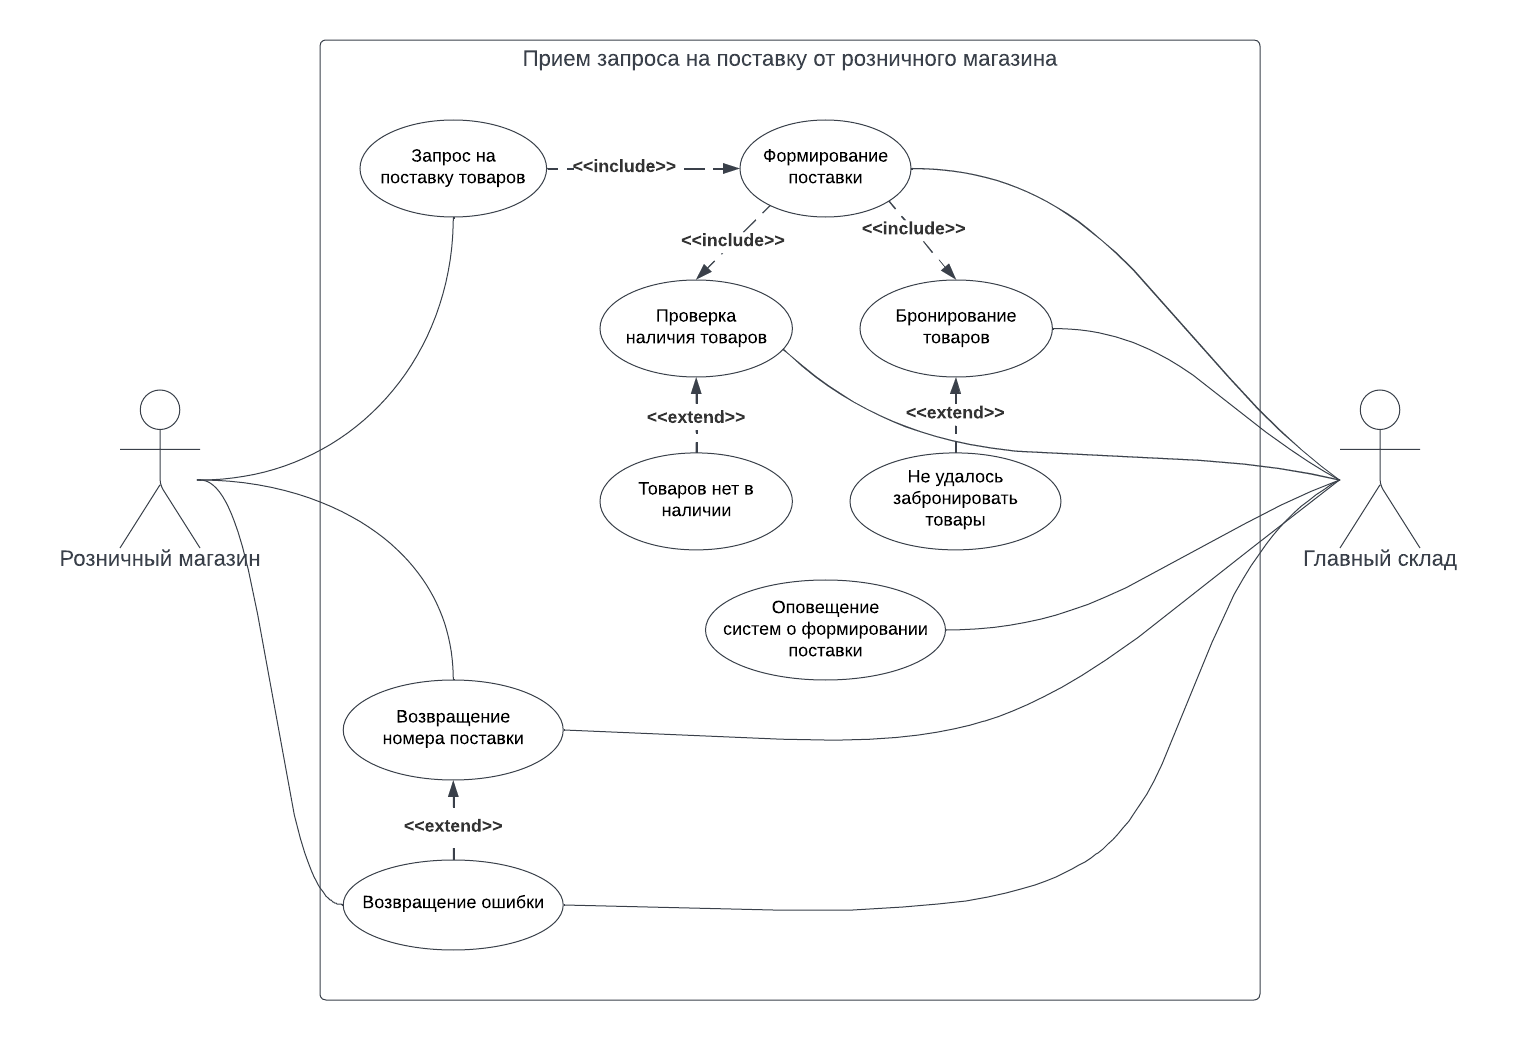 Прием запроса на поставку от розничного магазина
Запрос на
поставку товаров
<<include>>
Формирование
поставки
<<include>>
<<include>>
Проверка
наличия товаров
Бронирование
товаров
<<extend>>
<<extend>>
Товаров нет в
наличии
Не удалось
забронировать
товары
Розничный магазин
Главный склад
Оповещение
систем о формировании
поставки
Возвращение
номера поставки
<<extend>>
Возвращение ошибки